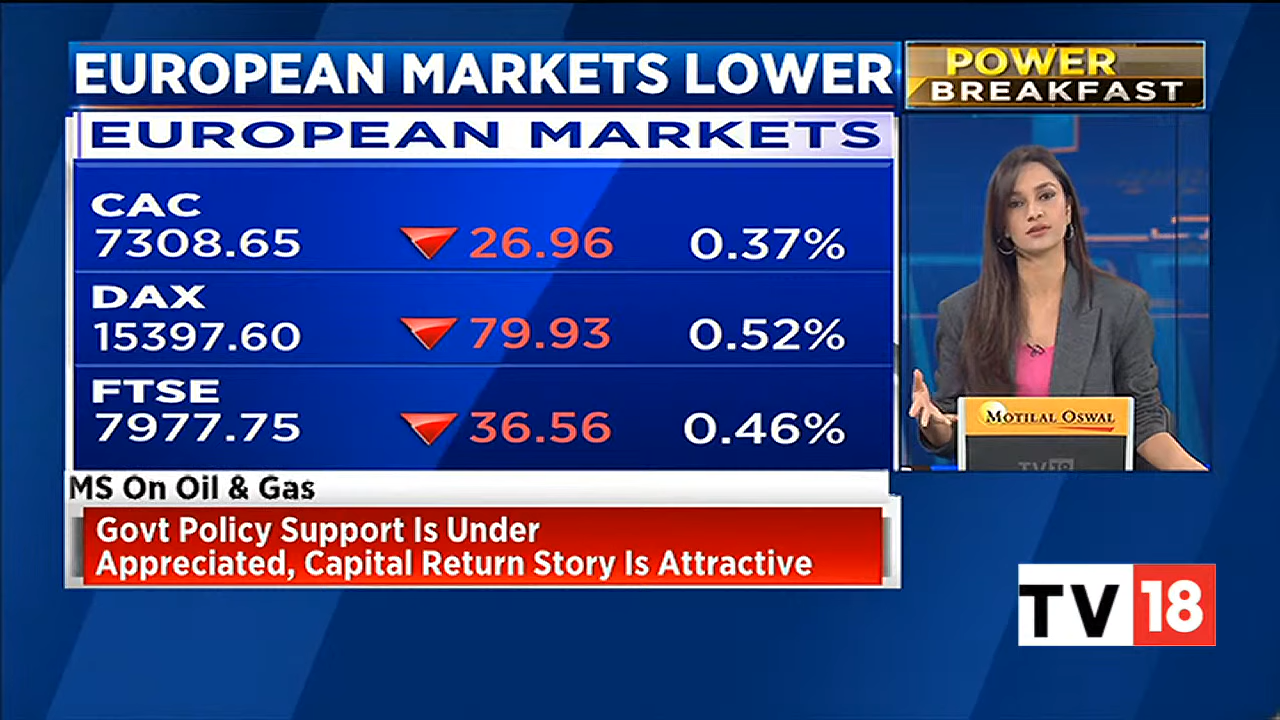 EUROPEAN MARKETS LOWER
POWER
BREAKFAST
EUROPEAN MARKETS
CAC
7308.65 26.96 0.37%
DAX
15397.60 79.93 0.52%
FTSE
7977.75 36.56 0.46%
MOTILAL OSWAL
TV18
MS On Oil & Gas
Govt Policy Support Is Under
Appreciated, Capital Return Story Is Attractive
TV18